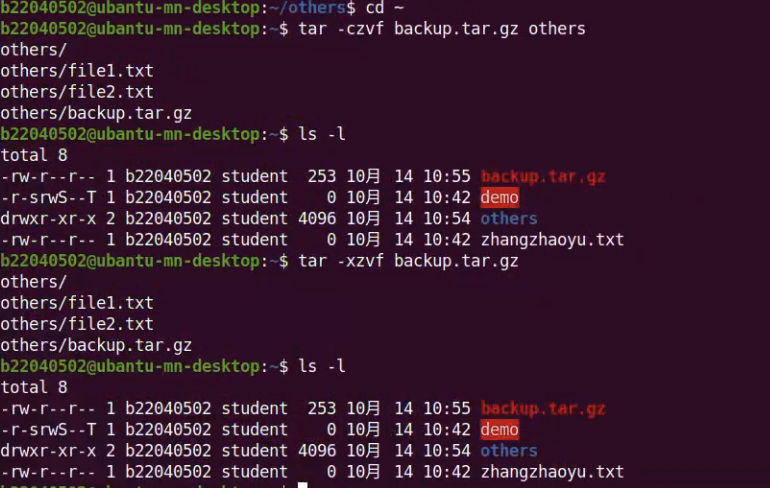 b22040502@ubantu-mn-desktop:~/others$ cd ~
b22040502@ubantu-mn-desktop:~$ tar -czvf backup.tar.gz others
others/
others/file1.txt
others/file2.txt
others/backup.tar.gz
b22040502@ubantu-mn-desktop:~$ ls -l
total 8
-rw-r--r-- 1 b22040502 student  253 10月  14 10:55 backup.tar.gz
-r-srwS--T 1 b22040502 student    0 10月  14 10:42 demo
drwxr-xr-x 2 b22040502 student 4096 10月  14 10:54 others
-rw-r--r-- 1 b22040502 student    0 10月  14 10:42 zhangzhaoyu.txt
b22040502@ubantu-mn-desktop:~$ tar -xzvf backup.tar.gz
others/
others/file1.txt
others/file2.txt
others/backup.tar.gz
b22040502@ubantu-mn-desktop:~$ ls -l
total 8
-rw-r--r-- 1 b22040502 student  253 10月  14 10:55 backup.tar.gz
-r-srwS--T 1 b22040502 student    0 10月  14 10:42 demo
drwxr-xr-x 2 b22040502 student 4096 10月  14 10:54 others
-rw-r--r-- 1 b22040502 student    0 10月  14 10:42 zhangzhaoyu.txt